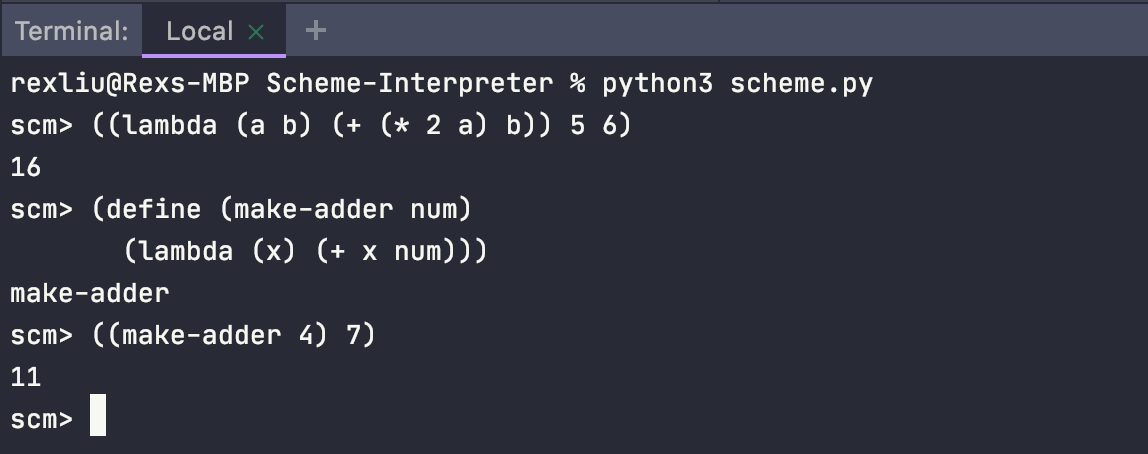 Terminal: Local × +
rexliu@Rexs-MBP Scheme-Interpreter % python3 scheme.py
scm> ((lambda (a b) (+ (* 2 a) b)) 5 6)
16
scm> (define (make-adder num)
(lambda (x) (+ x num)))
make-adder
scm> ((make-adder 4) 7)
11
scm>